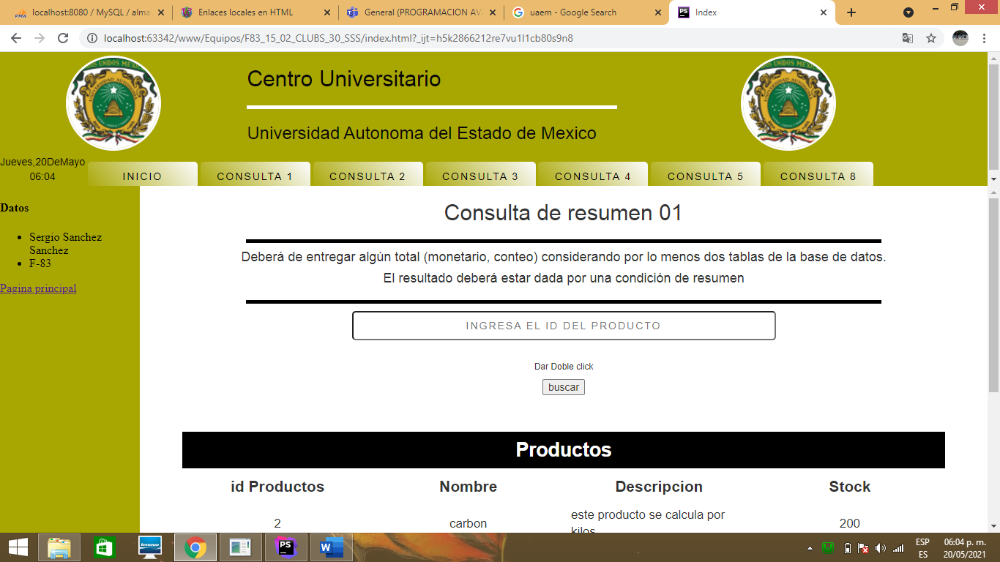 localhost:8080 / MySQL / alma
Enlaces locales en HTML
General (PROGRAMACION AVA
uaem - Google Search
Index
localhost:63342/www/Equipos/F83_15_02_CLUBS_30_SSS/index.html?_ijt=h5k2866212re7vu1l1cb80s9n8
Centro Universitario
Universidad Autonoma del Estado de Mexico
Jueves,20DeMayo
06:04
INICIO
CONSULTA 1
CONSULTA 2
CONSULTA 3
CONSULTA 4
CONSULTA 5
CONSULTA 8
Datos
Sergio Sanchez
Sanchez
F-83
Pagina principal
Consulta de resumen 01
Deberá de entregar algún total (monetario, conteo) considerando por lo menos dos tablas de la base de datos.
El resultado deberá estar dada por una condición de resumen
INGRESA EL ID DEL PRODUCTO
Dar Doble click
buscar
Productos
id Productos Nombre Descripcion Stock
2 carbon este producto se calcula por 200
kilos
ESP 06:04 p. m.
ES 20/05/2021